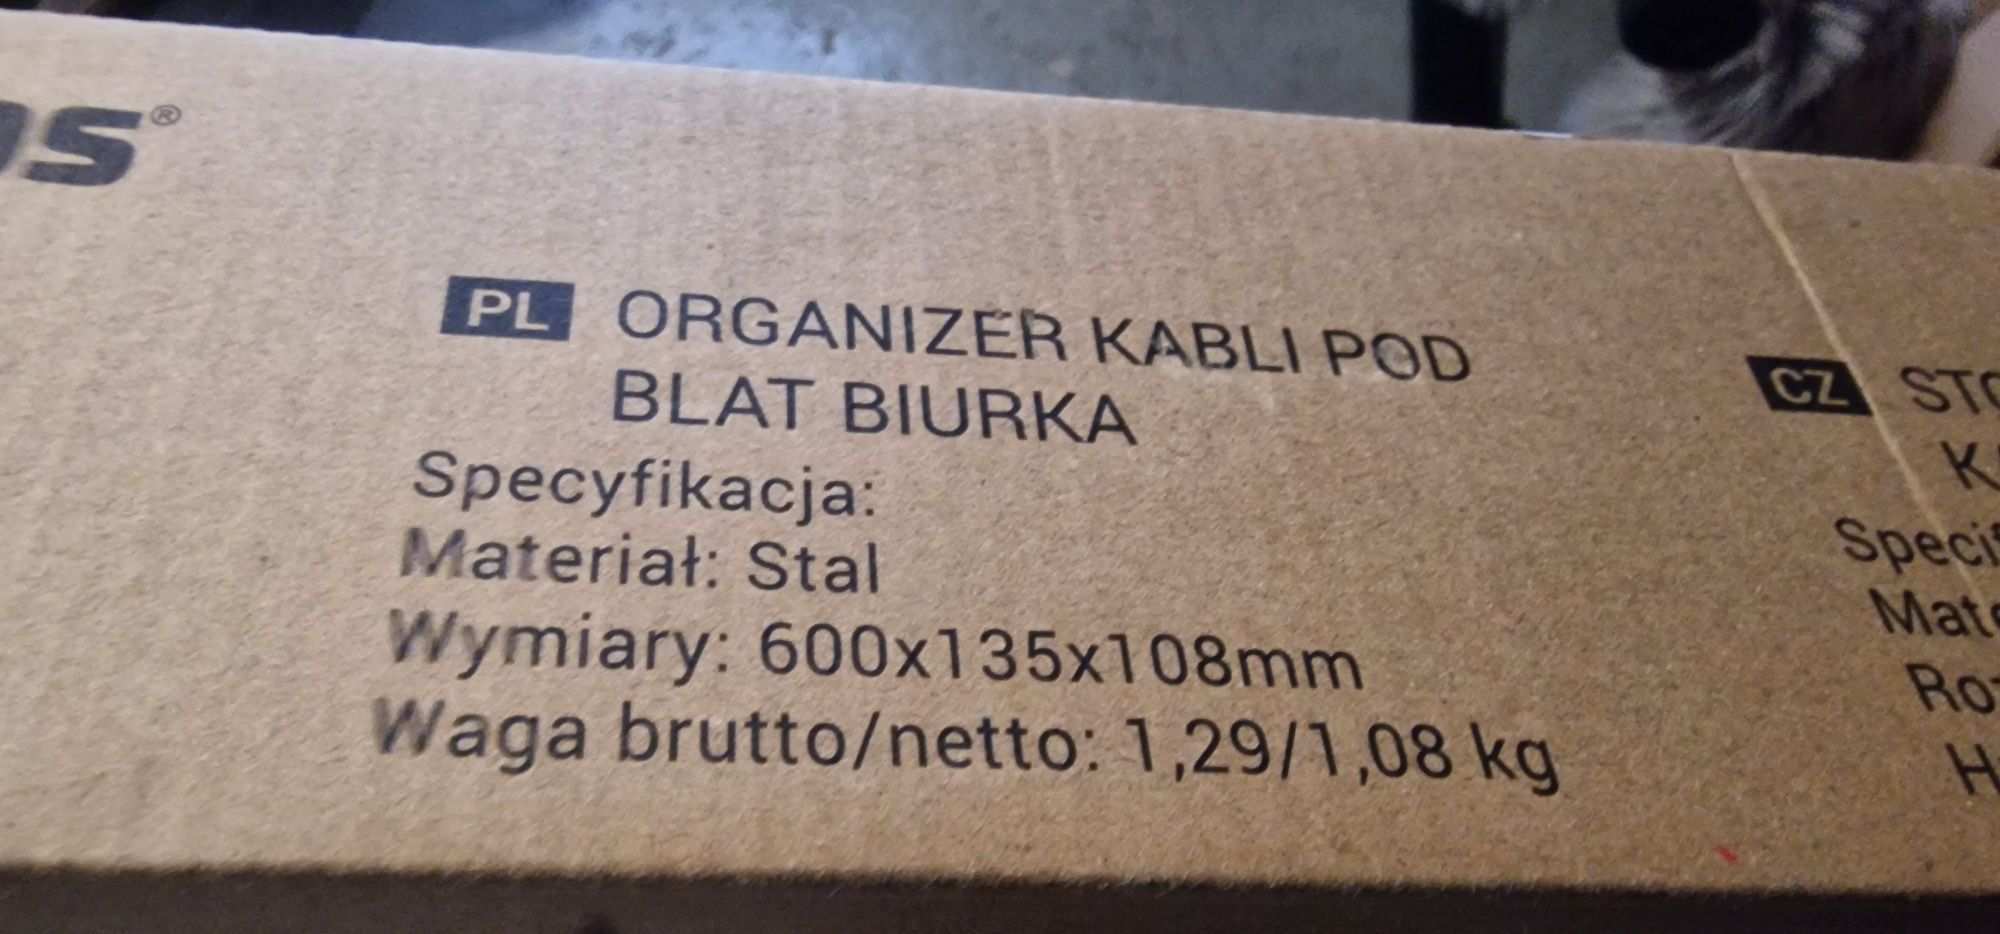 PL ORGANIZER KABLI POD
BLAT BIURKA
Specyfikacja:
Materiał: Stal
Wymiary: 600x135x108mm
Waga brutto/netto: 1,29/1,08 kg
CZ